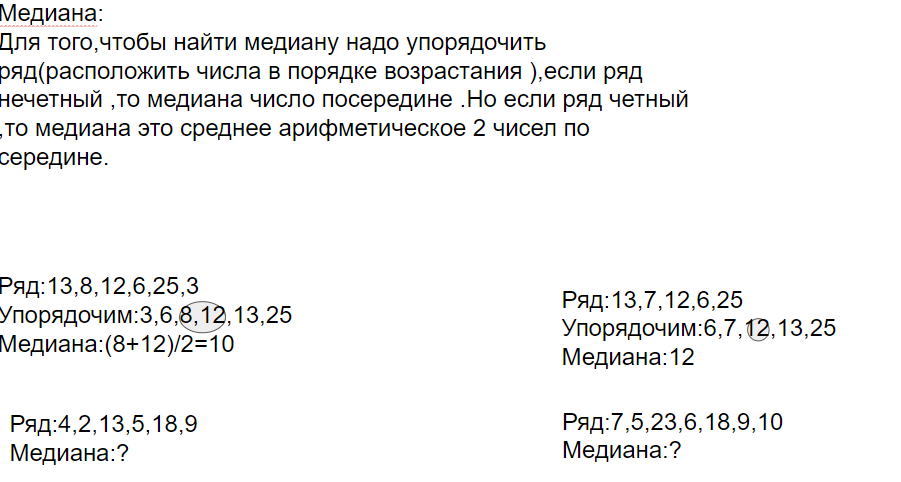 Медиана:
Для того,чтобы найти медиану надо упорядочить
ряд(расположить числа в порядке возрастания ),если ряд
нечетный ,то медиана число посередине .Но если ряд четный
,то медиана это среднее арифметическое 2 чисел по
середине.
Ряд:13,8,12,6,25,3
Упорядочим:3,6,8,12,13,25
Медиана:(8+12)/2=10
Ряд:13,7,12,6,25
Упорядочим:6,7,12,13,25
Медиана:12
Ряд:4,2,13,5,18,9
Медиана:?
Ряд:7,5,23,6,18,9,10
Медиана:?